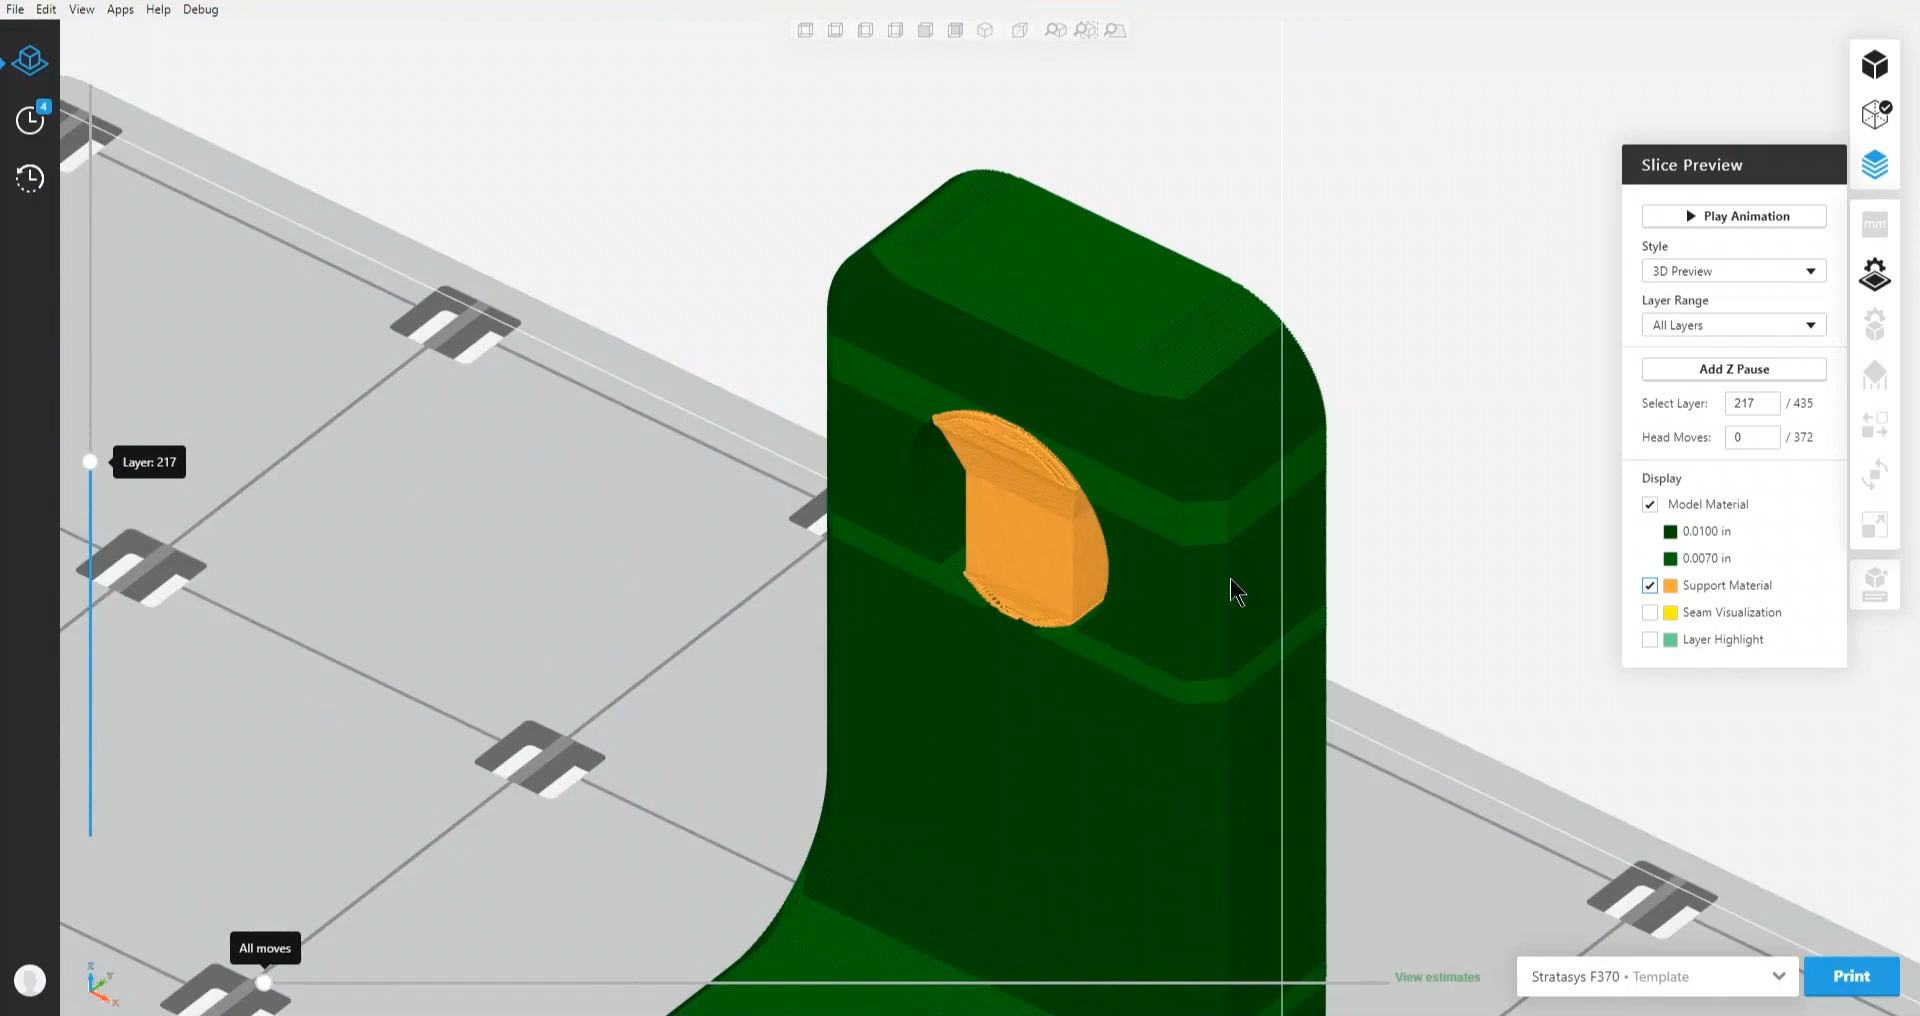 File Edit View Apps Help Debug
4
Slice Preview
Play Animation
Style
3D Preview
Layer Range
All Layers
Add Z Pause
Select Layer: 217 / 435
Head Moves: 0 / 372
Display
Model Material
0.0100 in
0.0070 in
Support Material
Seam Visualization
Layer Highlight
mm
Layer: 217
All moves
Z
Y
X
View estimates
Stratasys F370 • Template
Print